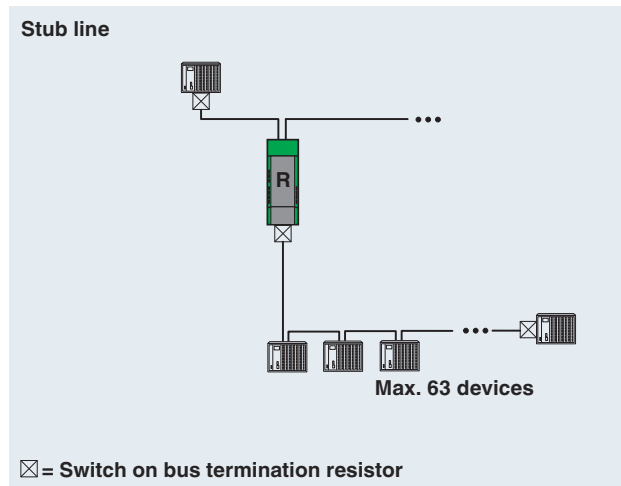 Stub line
R
Max. 63 devices
= Switch on bus termination resistor